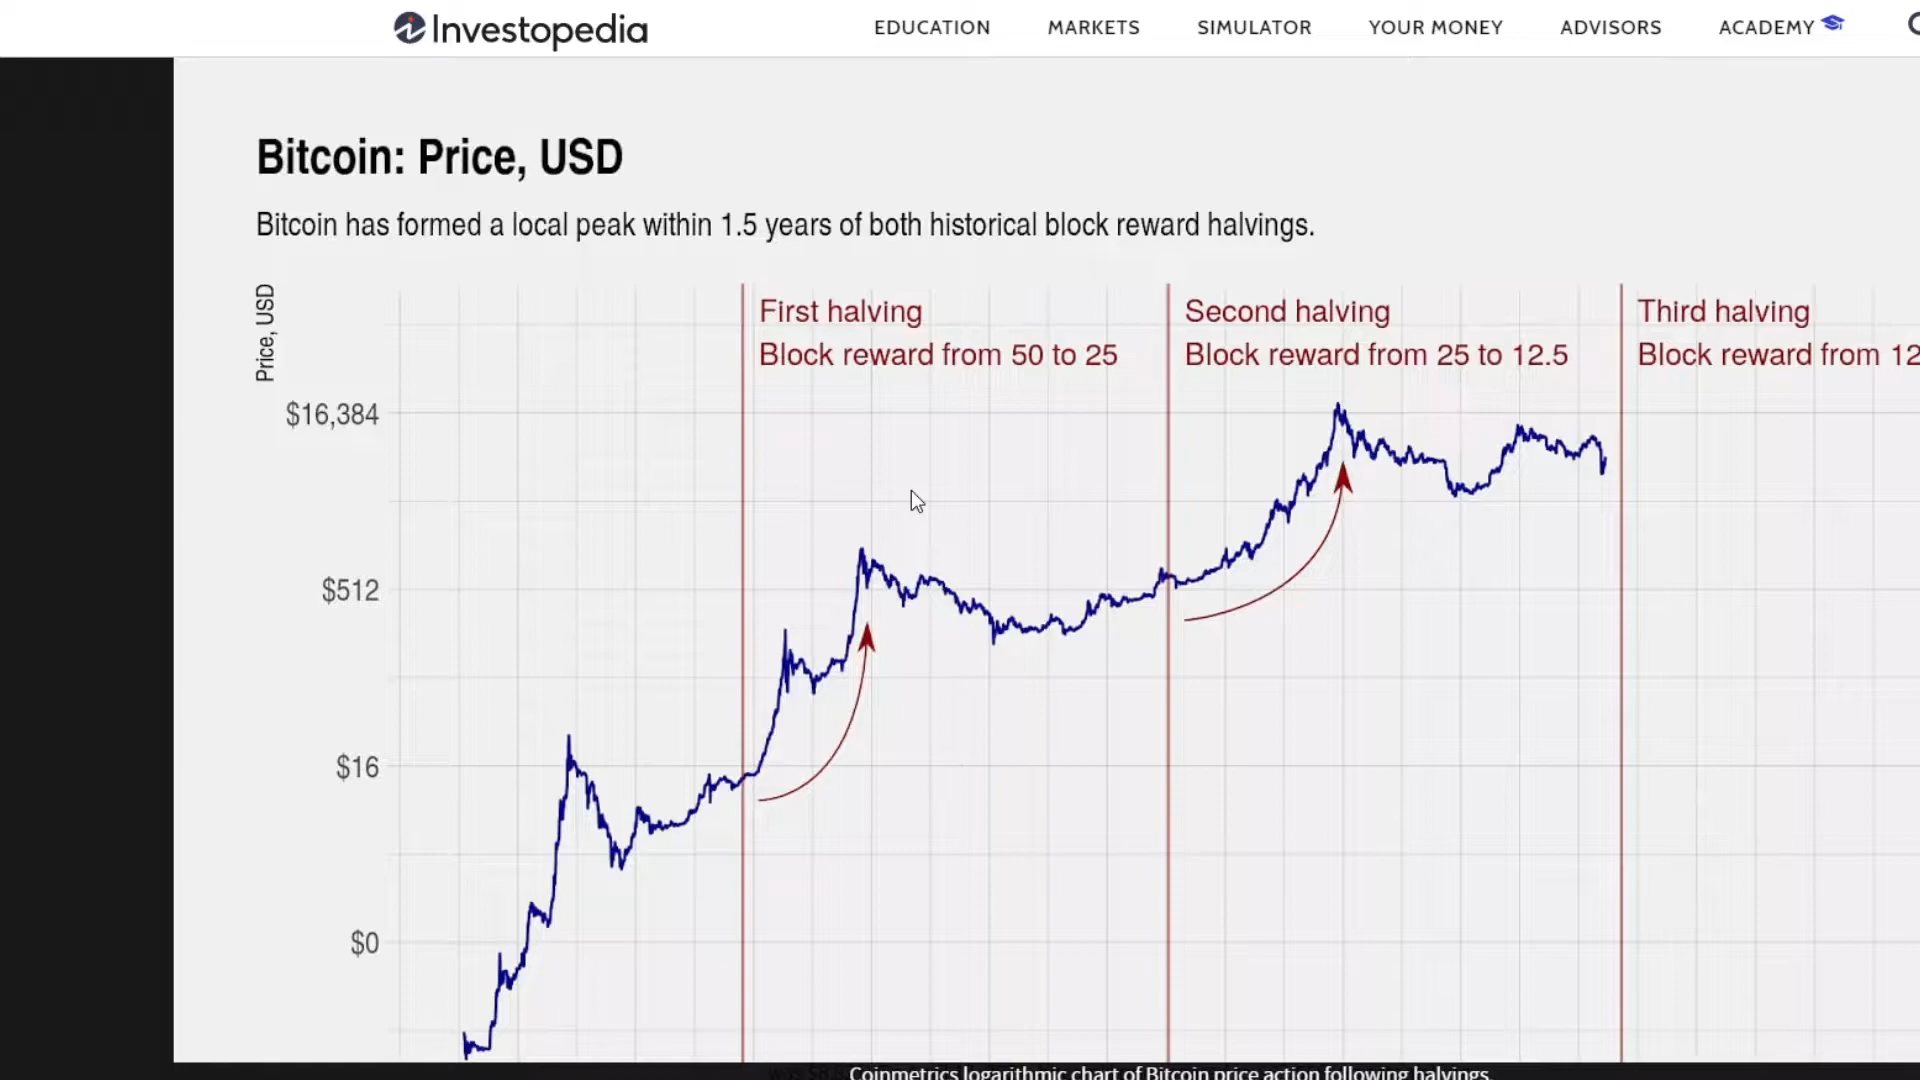 Investopedia
EDUCATION MARKETS SIMULATOR YOUR MONEY ADVISORS ACADEMY
Bitcoin: Price, USD
Bitcoin has formed a local peak within 1.5 years of both historical block reward halvings.
Price, USD
First halving
Block reward from 50 to 25
Second halving
Block reward from 25 to 12.5
Third halving
Block reward from 12
$16,384
$512
$16
$0
Coinmetrics logarithmic chart of Bitcoin price action following halvings.